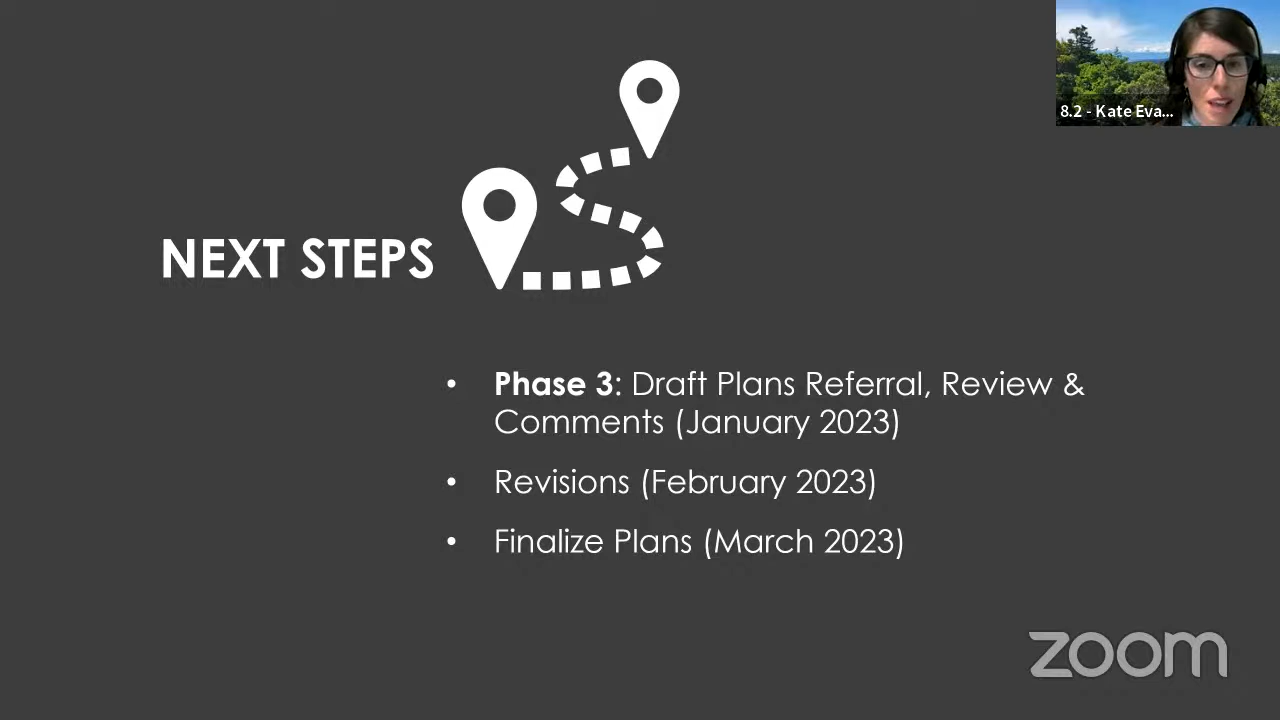 8.2 - Kate Eva...
NEXT STEPS
• Phase 3: Draft Plans Referral, Review &
Comments (January 2023)
• Revisions (February 2023)
• Finalize Plans (March 2023)
zoom